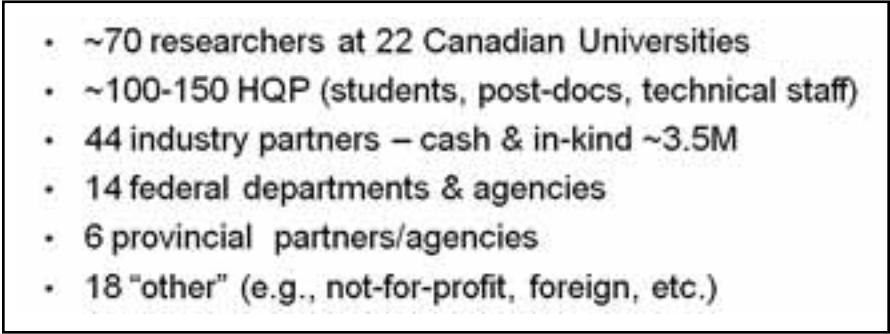 · ~70 researchers at 22 Canadian Universities
· ~100-150 HQP (students, post-docs, technical staff)
· 44 industry partners – cash & in-kind ~3.5M
· 14 federal departments & agencies
· 6 provincial partners/agencies
· 18 "other" (e.g., not-for-profit, foreign, etc.)